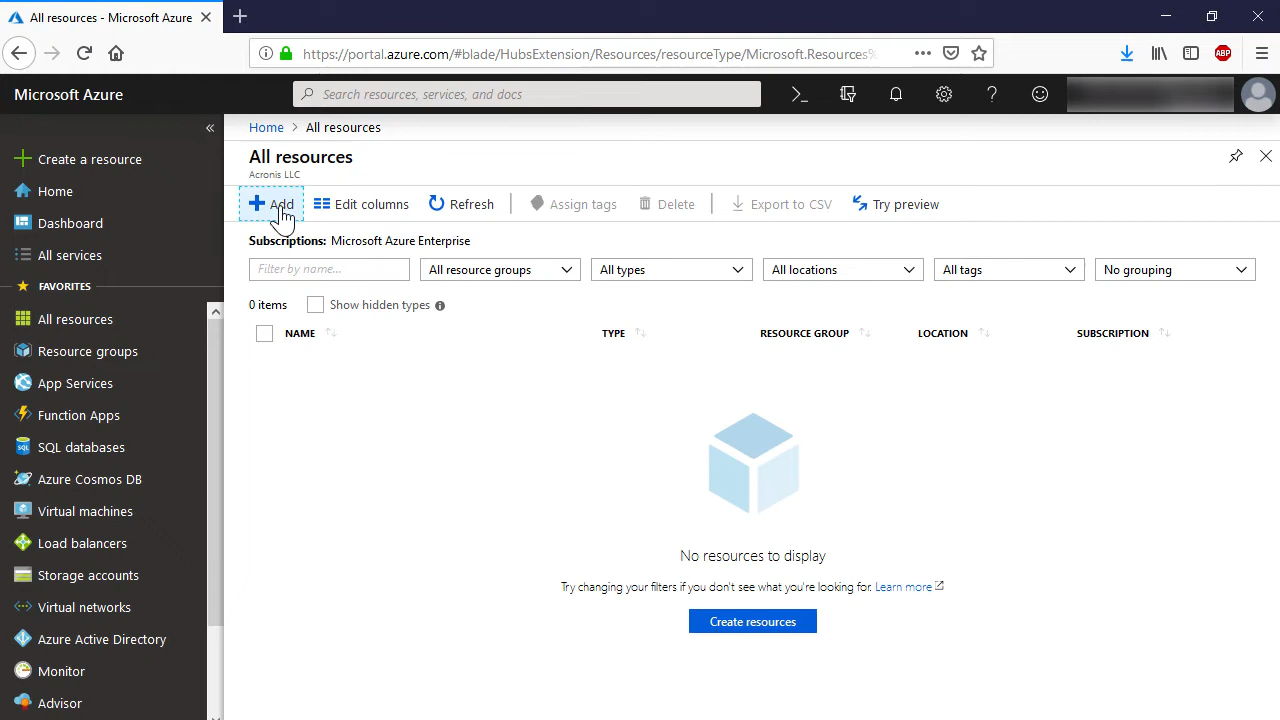 All resources - Microsoft Azure
https://portal.azure.com/#blade/HubsExtension/Resources/resourceType/Microsoft.Resources%
ABP
Microsoft Azure
Search resources, services, and docs
Create a resource
Home
Dashboard
All services
FAVORITES
All resources
Resource groups
App Services
Function Apps
SQL
SQL databases
Azure Cosmos DB
Virtual machines
Load balancers
Storage accounts
Virtual networks
Azure Active Directory
Monitor
Advisor
Home > All resources
All resources
Acronis LLC
Add
Edit columns
Refresh
Assign tags
Delete
Export to CSV
Try preview
Subscriptions: Microsoft Azure Enterprise
Filter by name...
All resource groups
All types
All locations
All tags
No grouping
0 items
Show hidden types
NAME
TYPE
RESOURCE GROUP
LOCATION
SUBSCRIPTION
No resources to display
Try changing your filters if you don't see what you're looking for. Learn more
Create resources